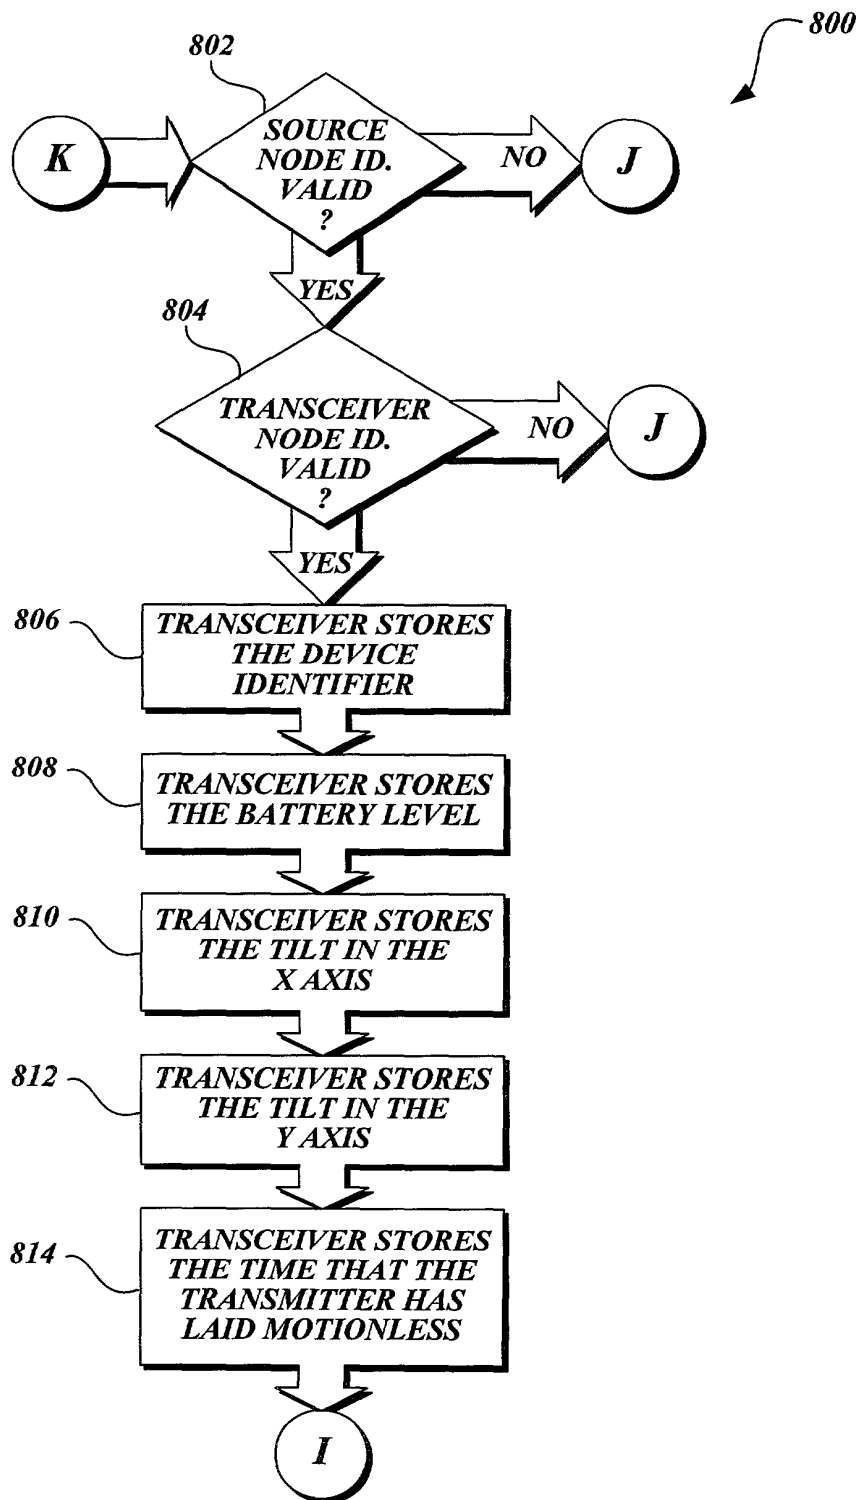 800
802
K
SOURCE
NODE ID.
VALID
?
NO
J
YES
804
TRANSCEIVER
NODE ID.
VALID
?
NO
J
YES
806
TRANSCEIVER STORES
THE DEVICE
IDENTIFIER
808
TRANSCEIVER STORES
THE BATTERY LEVEL
810
TRANSCEIVER STORES
THE TILT IN THE
X AXIS
812
TRANSCEIVER STORES
THE TILT IN THE
Y AXIS
814
TRANSCEIVER STORES
THE TIME THAT THE
TRANSMITTER HAS
LAID MOTIONLESS
I